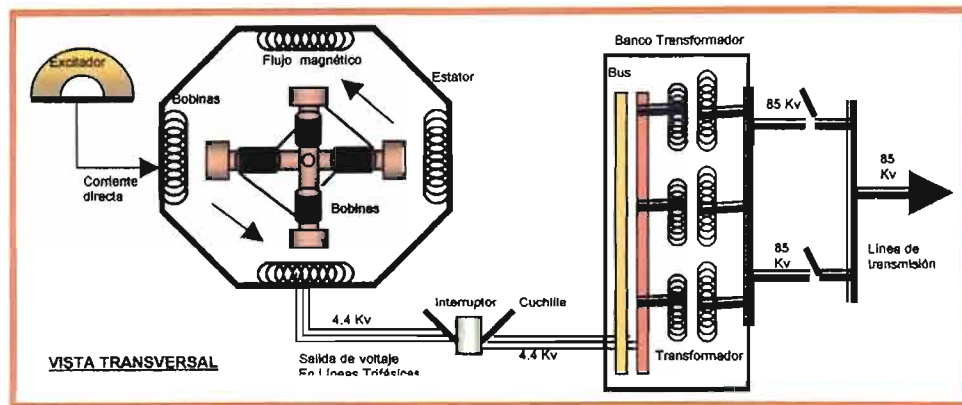 Excitador
Bobinas
Flujo magnético
Estator
Corriente
directa
Bobinas
VISTA TRANSVERSAL
4.4 Kv
Salida de voltaje
En Líneas Trifásicas
Interruptor
Cuchilla
4.4 Kv
Banco Transformador
Bus
Transformador
85 Kv
85
Kv
85
Kv
Línea de
transmisión